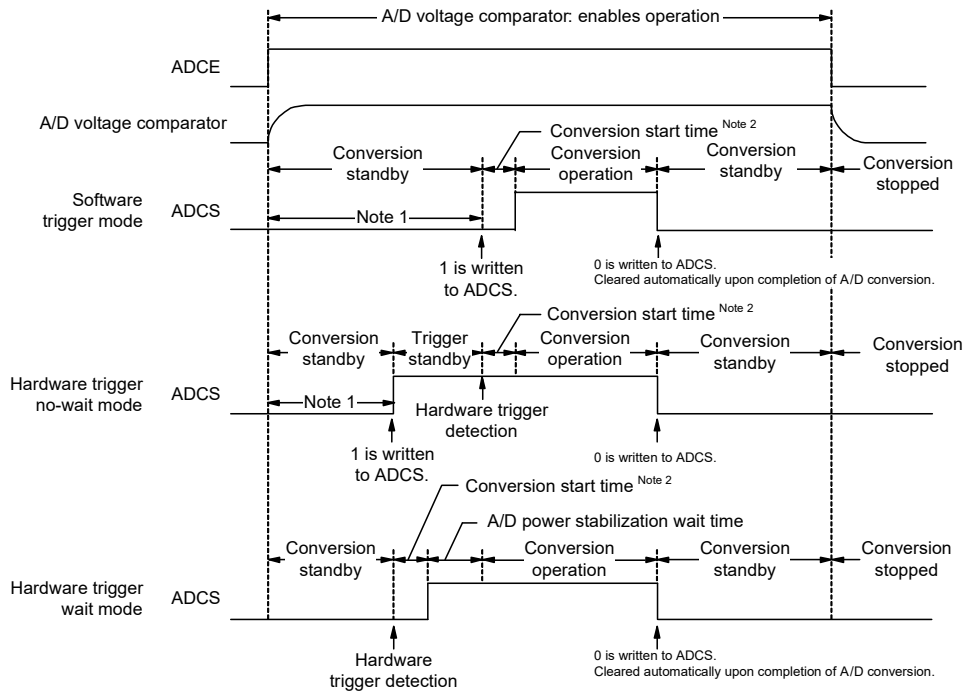 A/D voltage comparator: enables operation
ADCE
A/D voltage comparator
Conversion start time Note 2
Conversion
standby
Conversion
operation
Conversion
standby
Conversion
stopped
Software
trigger mode
ADCS
Note 1
1 is written
to ADCS.
0 is written to ADCS.
Cleared automatically upon completion of A/D conversion.
Conversion start time Note 2
Conversion
standby
Trigger
standby
Conversion
operation
Conversion
standby
Conversion
stopped
Hardware trigger
no-wait mode
ADCS
Note 1
Hardware trigger
detection
1 is written
to ADCS.
0 is written to ADCS.
Conversion start time Note 2
A/D power stabilization wait time
Conversion
standby
Conversion
operation
Conversion
standby
Conversion
stopped
Hardware trigger
wait mode
ADCS
Hardware
trigger detection
0 is written to ADCS.
Cleared automatically upon completion of A/D conversion.